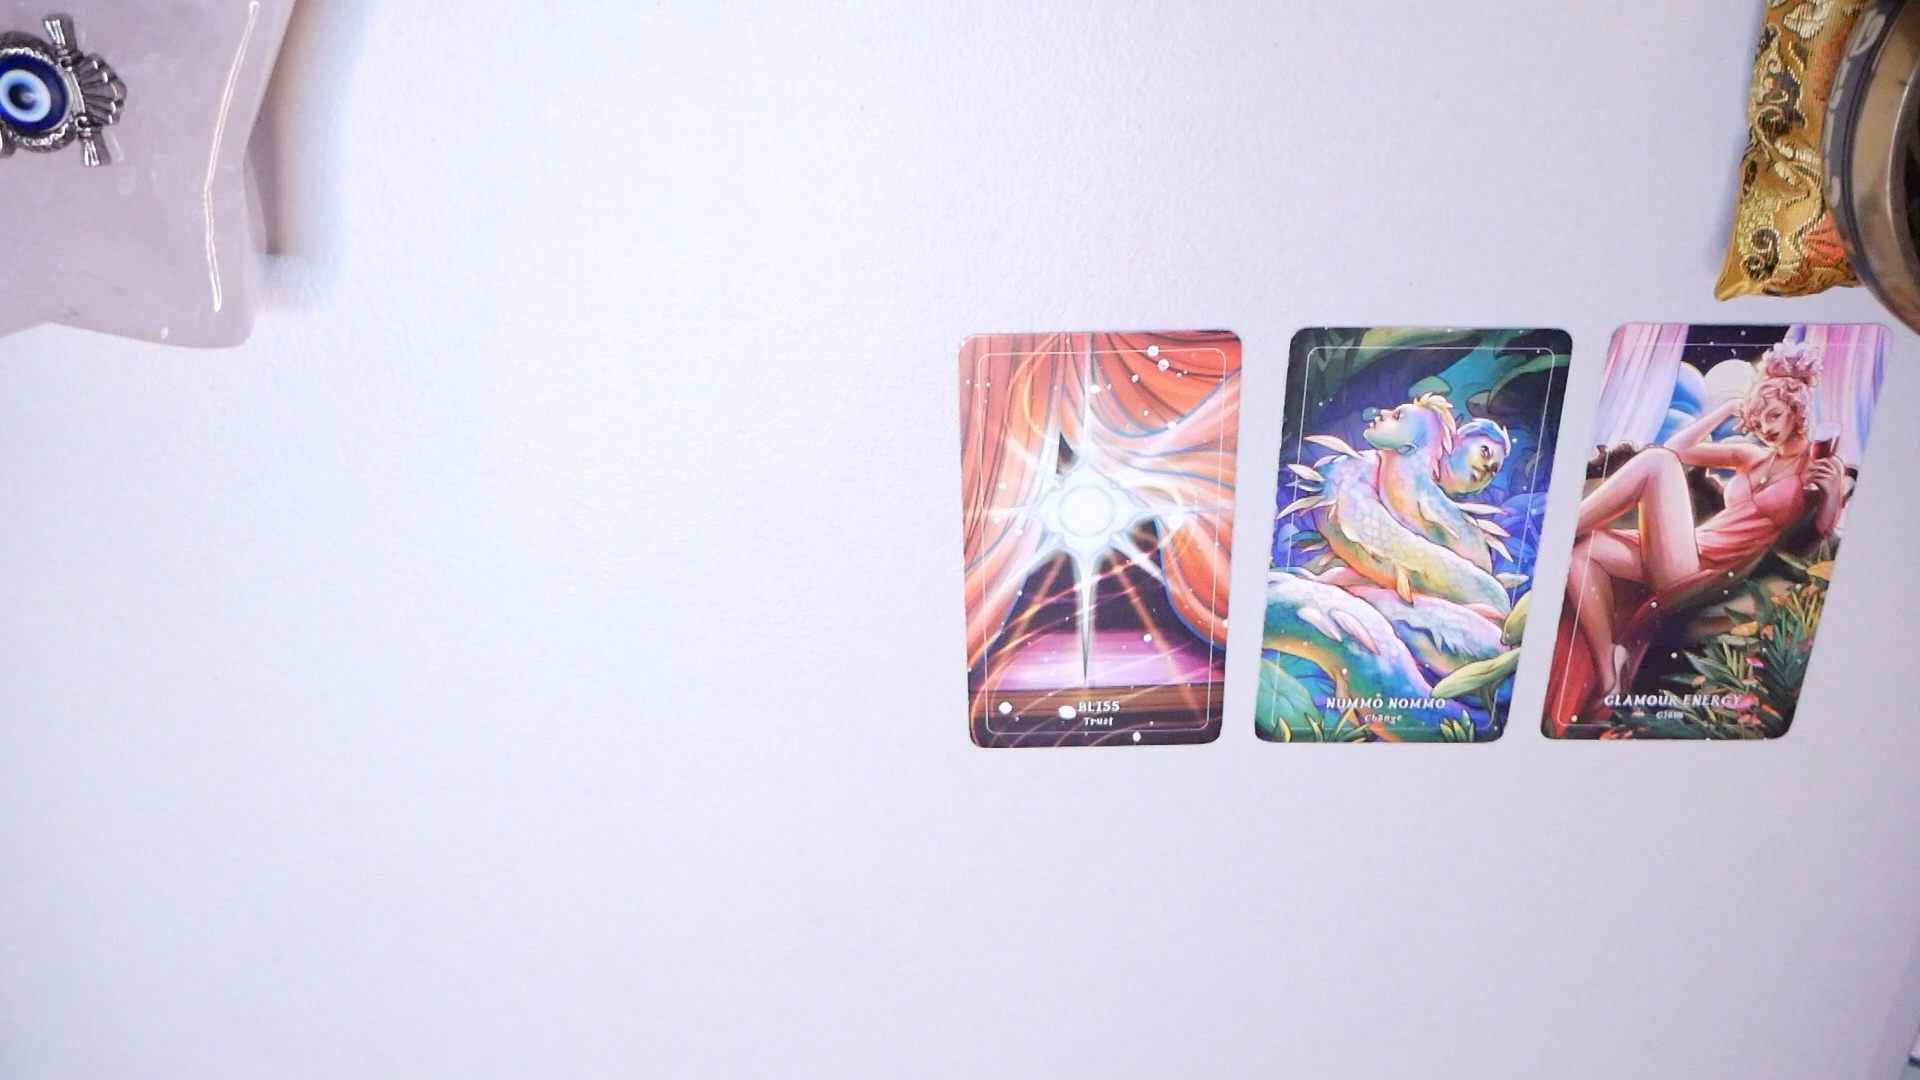 BLISS
Trust
NUMMO NOMMO
Change
GLAMOUR ENERGY